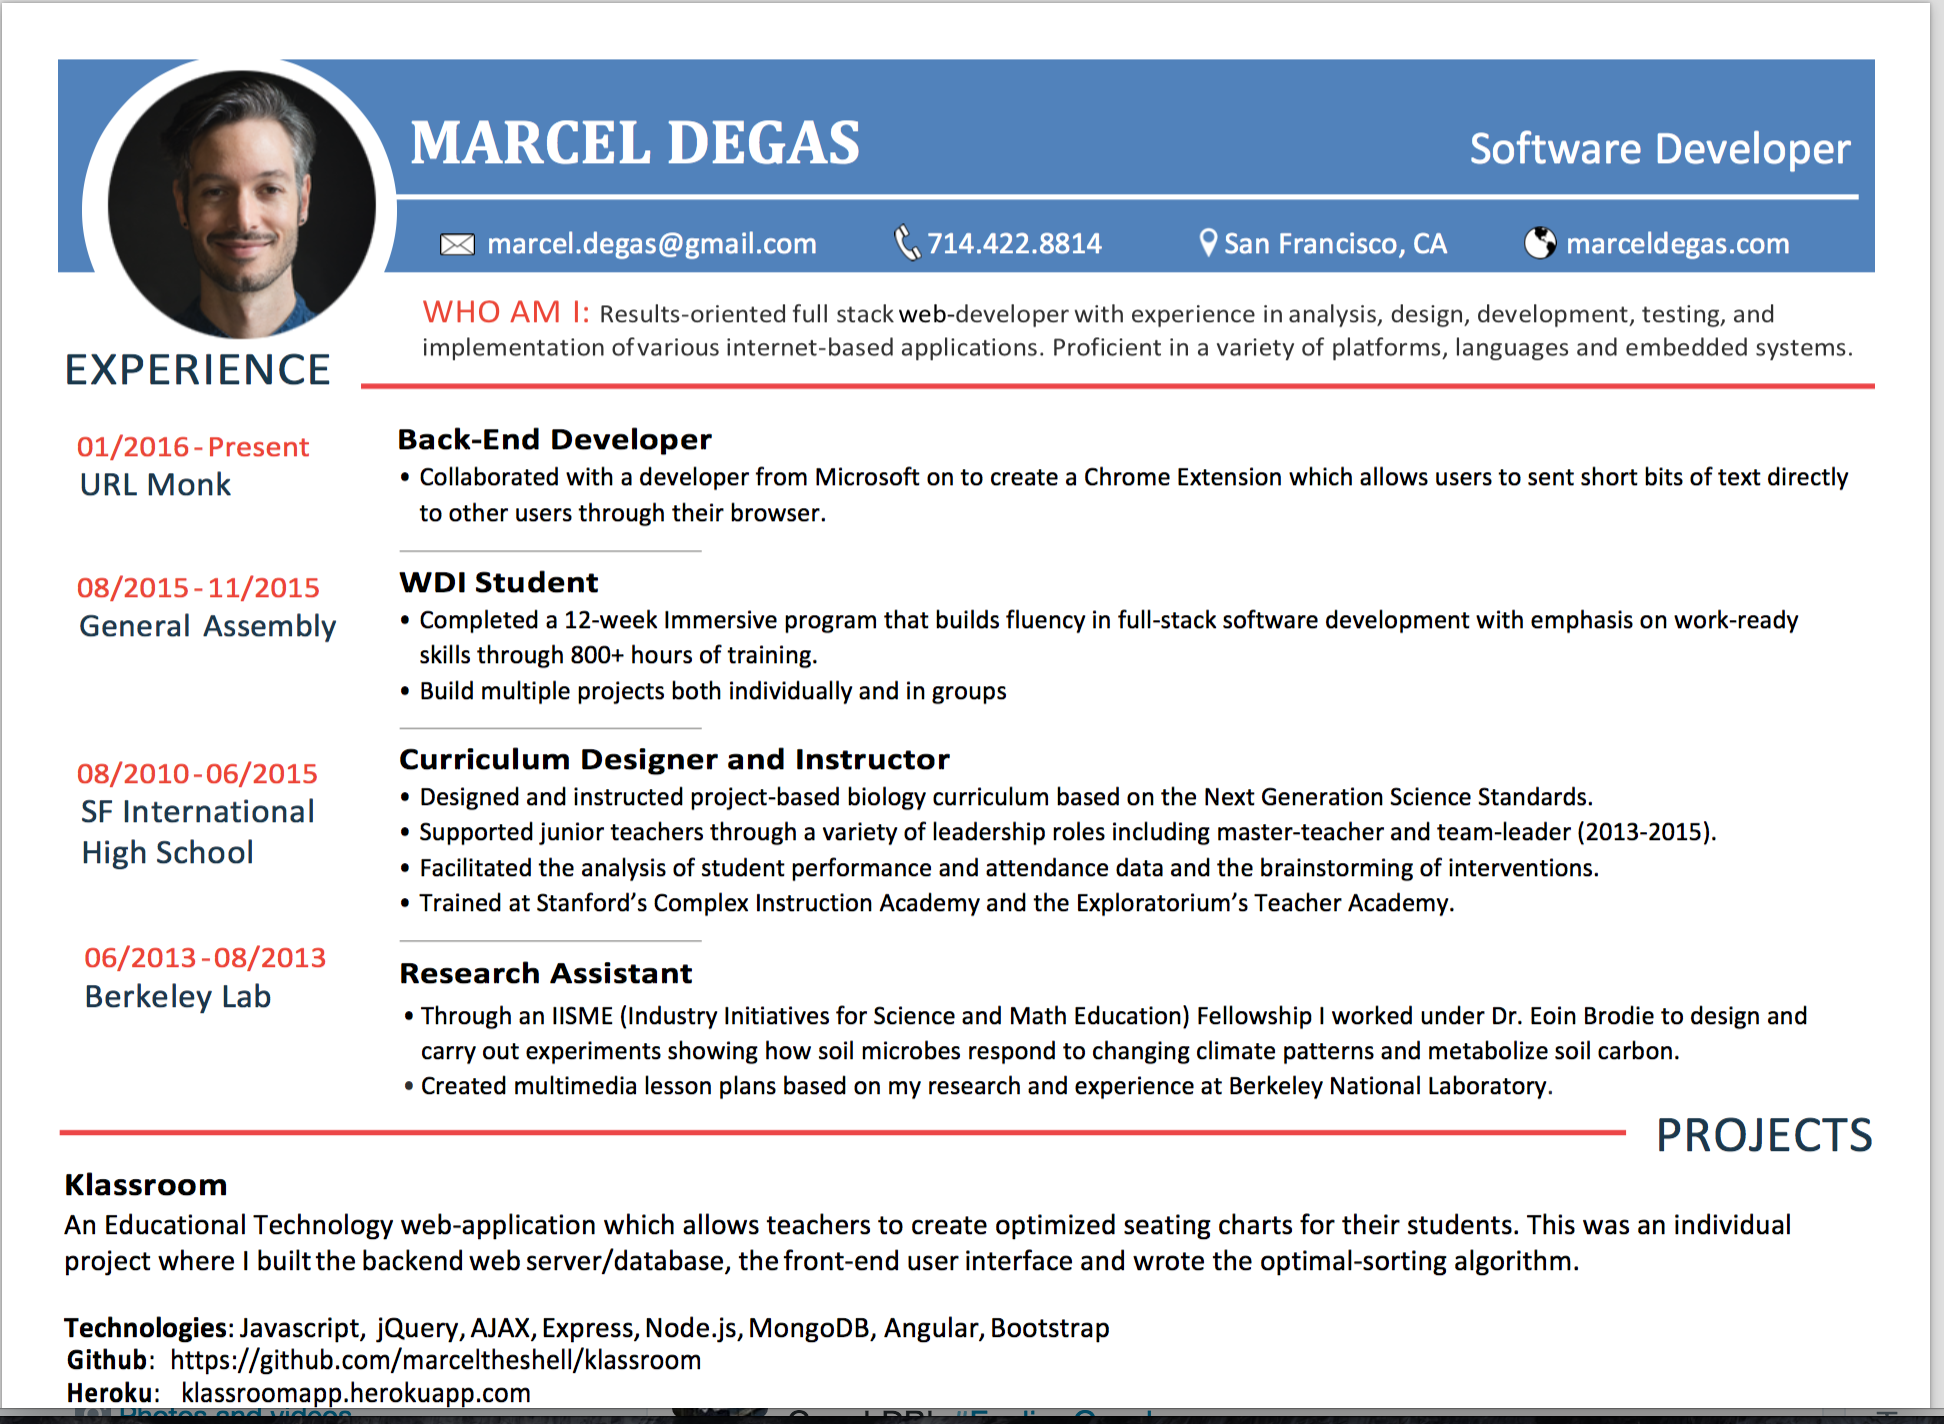 MARCEL DEGAS
Software Developer
marcel.degas@gmail.com 714.422.8814 San Francisco, CA marceldegas.com
WHO AM I: Results-oriented full stack web-developer with experience in analysis, design, development, testing, and
implementation of various internet-based applications. Proficient in a variety of platforms, languages and embedded systems.
EXPERIENCE
01/2016-Present
URL Monk
Back-End Developer
• Collaborated with a developer from Microsoft on to create a Chrome Extension which allows users to sent short bits of text directly
to other users through their browser.
08/2015-11/2015
General Assembly
WDI Student
• Completed a 12-week Immersive program that builds fluency in full-stack software development with emphasis on work-ready
skills through 800+ hours of training.
• Build multiple projects both individually and in groups
08/2010-06/2015
SF International
High School
Curriculum Designer and Instructor
• Designed and instructed project-based biology curriculum based on the Next Generation Science Standards.
• Supported junior teachers through a variety of leadership roles including master-teacher and team-leader (2013-2015).
• Facilitated the analysis of student performance and attendance data and the brainstorming of interventions.
• Trained at Stanford’s Complex Instruction Academy and the Exploratorium’s Teacher Academy.
06/2013-08/2013
Berkeley Lab
Research Assistant
• Through an IISME (Industry Initiatives for Science and Math Education) Fellowship I worked under Dr. Eoin Brodie to design and
carry out experiments showing how soil microbes respond to changing climate patterns and metabolize soil carbon.
• Created multimedia lesson plans based on my research and experience at Berkeley National Laboratory.
PROJECTS
Klassroom
An Educational Technology web-application which allows teachers to create optimized seating charts for their students. This was an individual
project where I built the backend web server/database, the front-end user interface and wrote the optimal-sorting algorithm.
Technologies: Javascript, jQuery, AJAX, Express, Node.js, MongoDB, Angular, Bootstrap
Github: https://github.com/marceltheshell/klassroom
Heroku: klassroomapp.herokuapp.com
Photos and videos